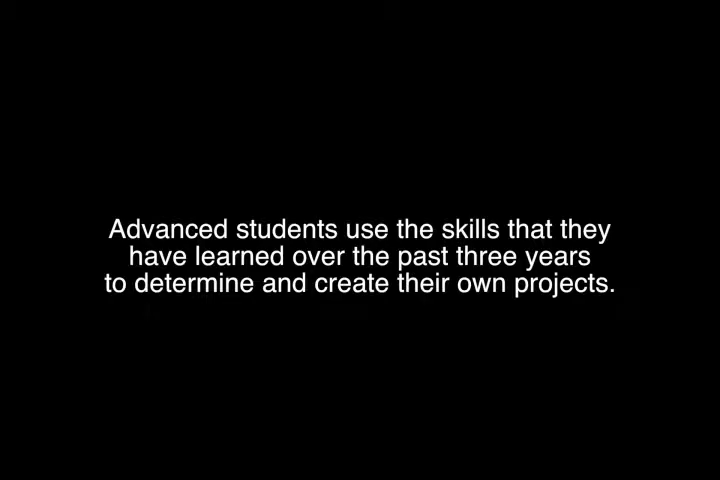 Advanced students use the skills that they
have learned over the past three years
to determine and create their own projects.